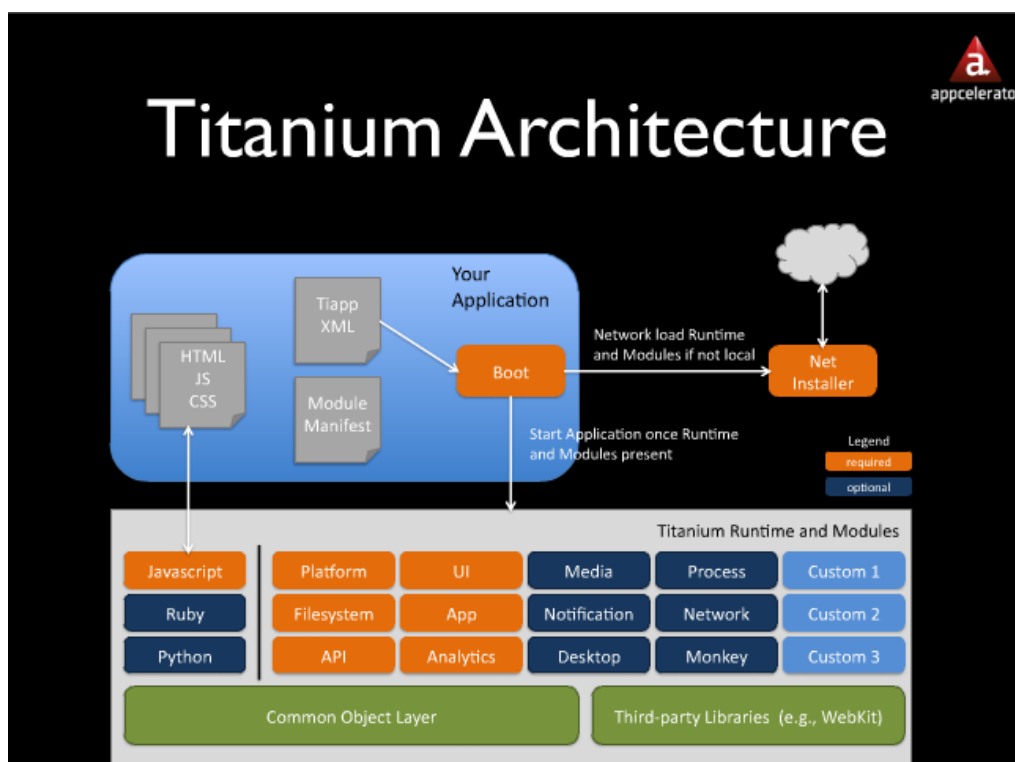 appcelerato
Titanium Architecture
Your
Application
Tiapp
XML
HTML
JS
CSS
Module
Manifest
Boot
Network load Runtime
and Modules if not local
Net
Installer
Start Application once Runtime
and Modules present
Legend
required
optional
Titanium Runtime and Modules
Javascript
Platform
UI
Media
Process
Custom 1
Ruby
Filesystem
App
Notification
Network
Custom 2
Python
API
Analytics
Desktop
Monkey
Custom 3
Common Object Layer
Third-party Libraries (e.g., WebKit)